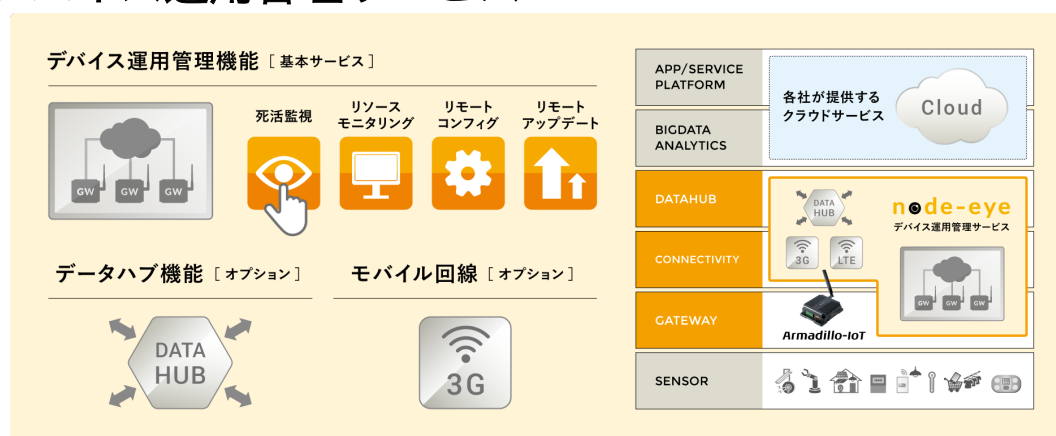 デバイス運用管理機能 [ 基本サービス ]
GW GW GW
死活監視
リソース
モニタリング
リモート
コンフィグ
リモート
アップデート
データハブ機能 [ オプション ]
DATA
HUB
モバイル回線 [ オプション ]
3G
APP/SERVICE
PLATFORM
各社が提供する
クラウドサービス
Cloud
BIGDATA
ANALYTICS
DATAHUB
DATA
HUB
node-eye
デバイス運用管理サービス
CONNECTIVITY
3G LTE
GW GW GW
GATEWAY
Armadillo-IoT
SENSOR